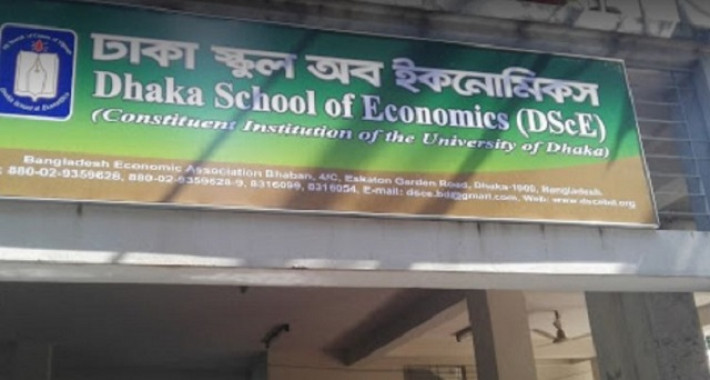 ঢাকা স্কুল অব ইকনোমিকস
Dhaka School of Economics (DScE)
(Constituent Institution of the University of Dhaka)
Bangladesh Economic Association Bhaban, 4/C, Eskaton Garden Road, Dhaka-1000, Bangladesh.
880-02-9359628, 880-02-9359628-9, 8316099, 8316054, E-mail: dsce.bd@gmail.com, Web: www.dscebd.org